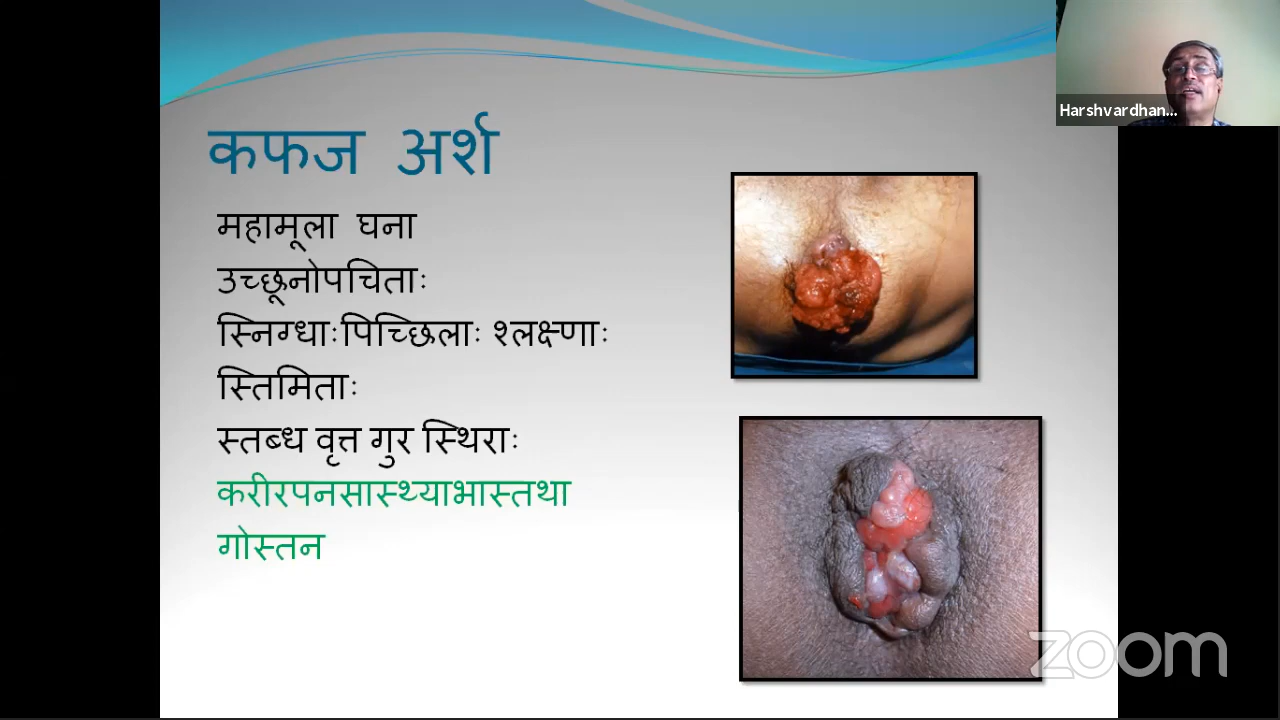 कफज अर्श
महामूला घना
उच्छूनोपचिताः
स्निग्धाःपिच्छिलाः श्लक्ष्णाः
स्तिमिताः
स्तब्ध वृत्त गुर स्थिराः
करीरपनसास्थ्याभास्तथा
गोस्तन
Harshvardhan...
zoom